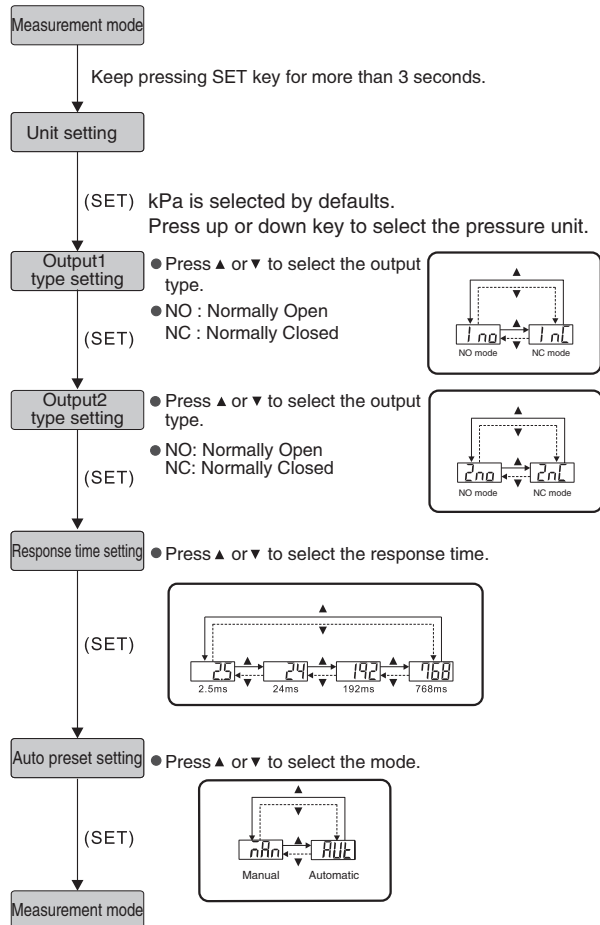 Measurement mode
Keep pressing SET key for more than 3 seconds.
Unit setting
(SET) kPa is selected by defaults.
Press up or down key to select the pressure unit.
Output1
type setting
● Press ▲ or ▼ to select the output
type.
● NO : Normally Open
NC : Normally Closed
(SET)
▲
▼
1 no ▲ 1 nC
▼
NO mode NC mode
Output2
type setting
● Press ▲ or ▼ to select the output
type.
● NO: Normally Open
NC: Normally Closed
(SET)
▲
▼
2no ▲ 2nC
▼
NO mode NC mode
Response time setting ● Press ▲ or ▼ to select the response time.
(SET)
▲
▼
2.5 ▲ 24 ▲ 192 ▲ 768
▼ ▼ ▼
2.5ms 24ms 192ms 768ms
Auto preset setting ● Press ▲ or ▼ to select the mode.
(SET)
▲
▼
nAn ▲ AUt
▼
Manual Automatic
Measurement mode